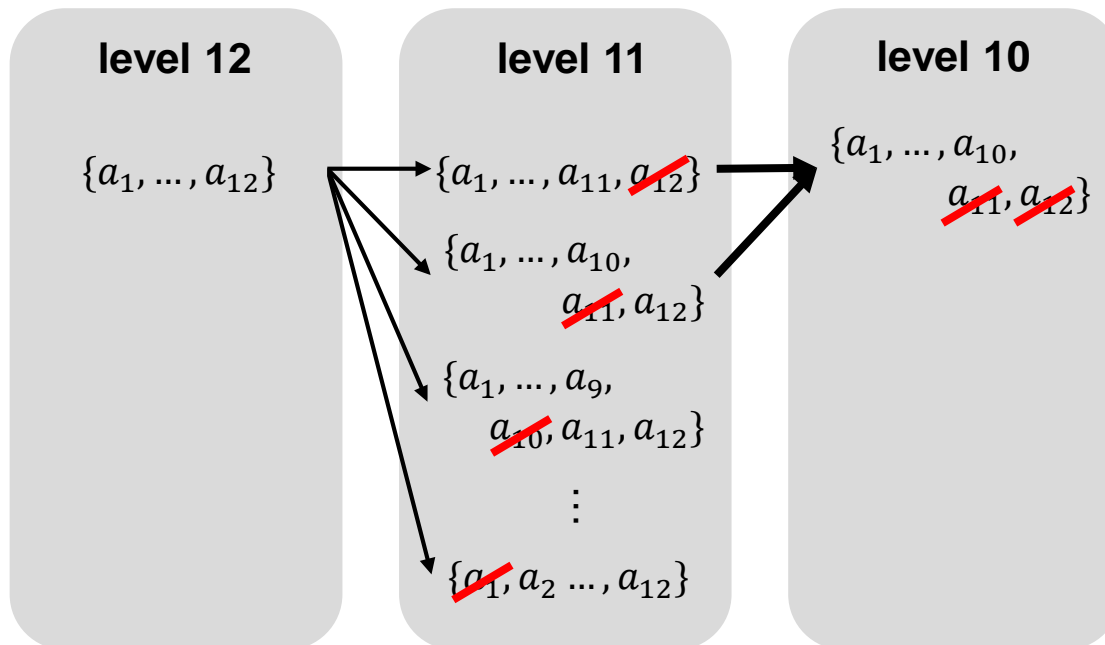 level 12
{a₁, …, a₁₂}
level 11
{a₁, …, a₁₁, a₁₂}
{a₁, …, a₁₀,
a₁₁, a₁₂}
{a₁, …, a₉,
a₁₀, a₁₁, a₁₂}
⋮
{a₁, a₂ …, a₁₂}
level 10
{a₁, …, a₁₀,
a₁₁, a₁₂}